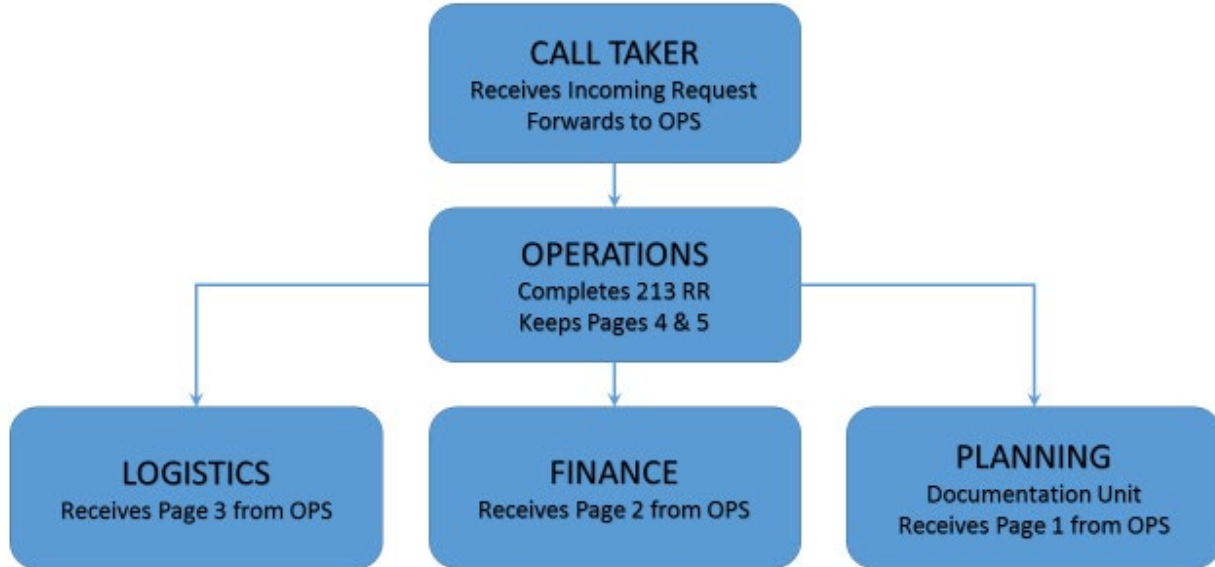 CALL TAKER
Receives Incoming Request
Forwards to OPS
OPERATIONS
Completes 213 RR
Keeps Pages 4 & 5
LOGISTICS
Receives Page 3 from OPS
FINANCE
Receives Page 2 from OPS
PLANNING
Documentation Unit
Receives Page 1 from OPS